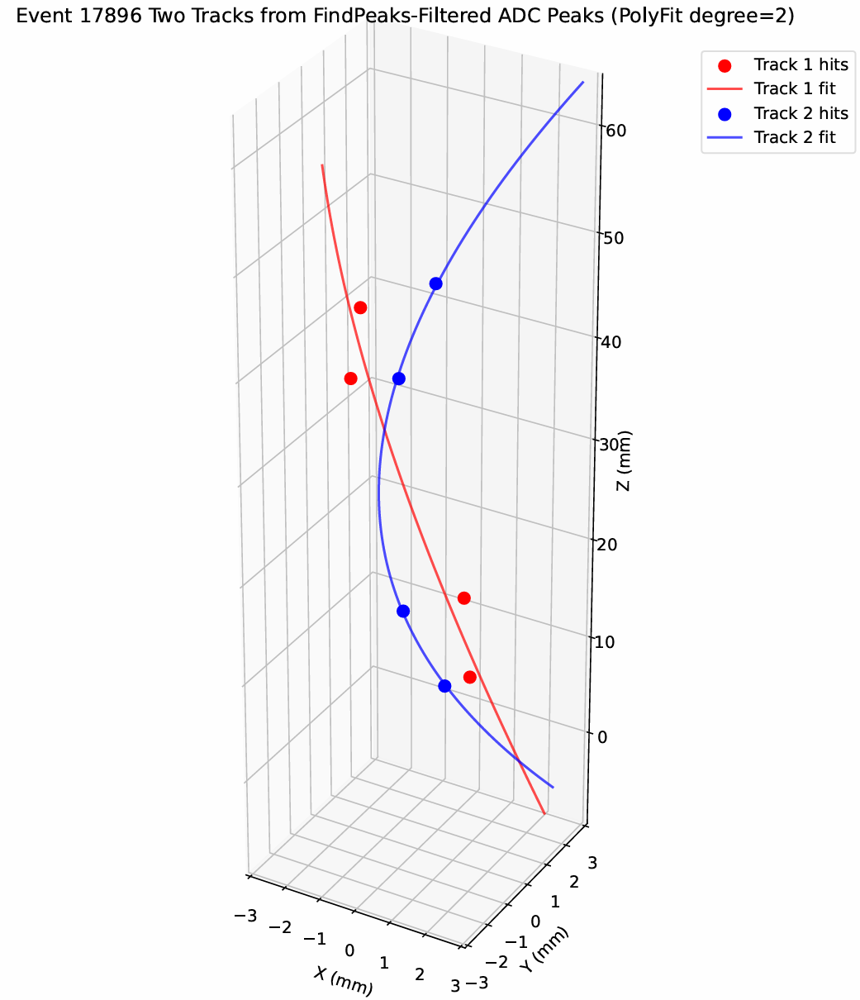 Event 17896 Two Tracks from FindPeaks-Filtered ADC Peaks (PolyFit degree=2)
Track 1 hits
Track 1 fit
Track 2 hits
Track 2 fit
60
50
40
30
Z (mm)
20
10
0
3
2
1
0
−1
−2
−3
Y (mm)
−3
−2
−1
0
1
2
3
X (mm)